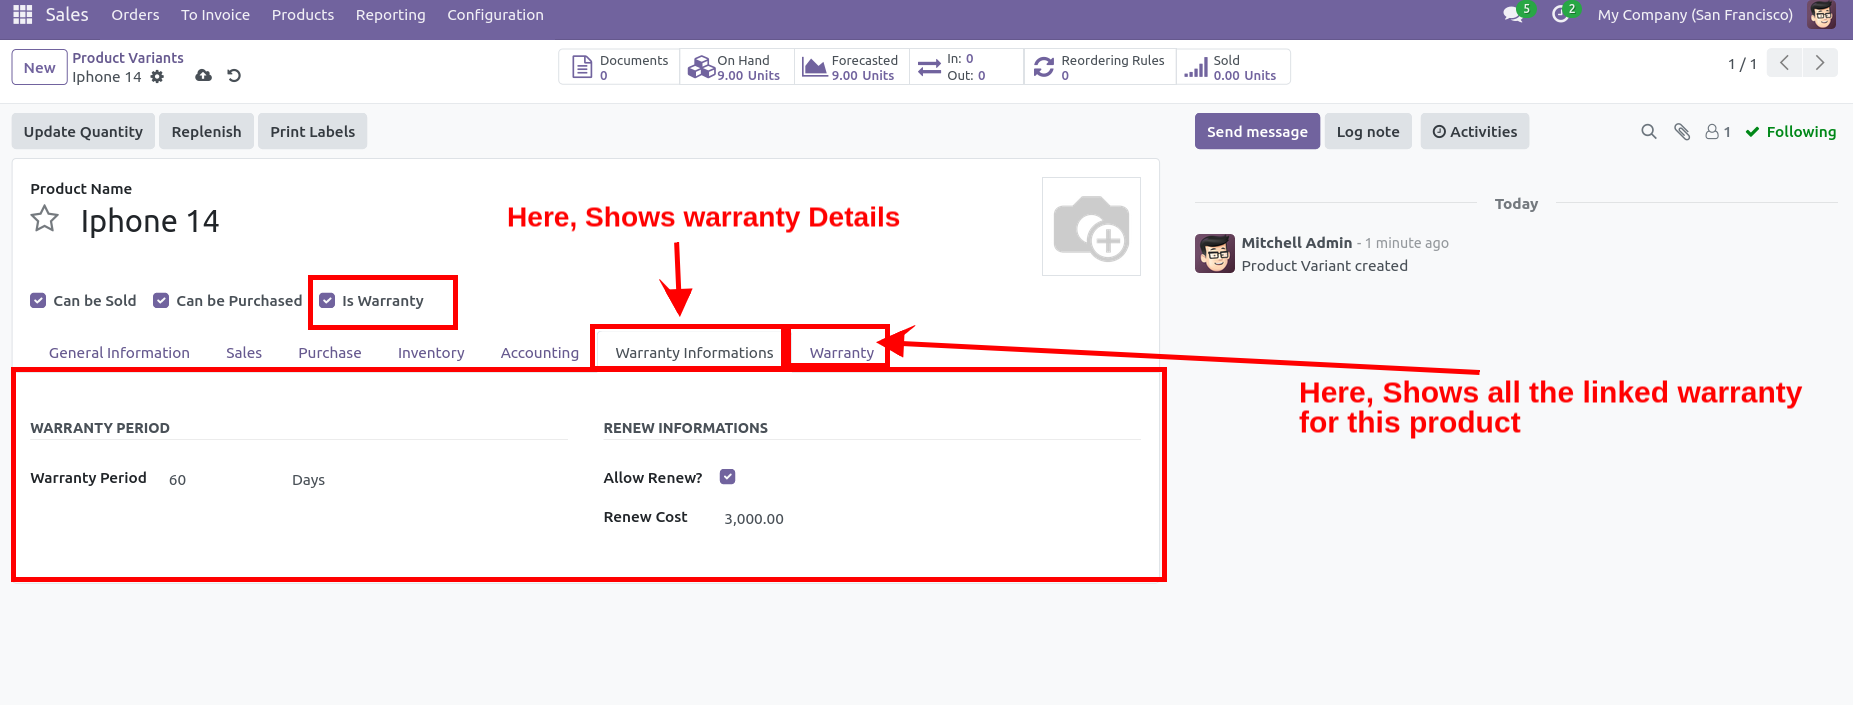 Sales Orders To Invoice Products Reporting Configuration 5 2 My Company (San Francisco)
New
Product Variants
Iphone 14
Documents
0
On Hand
9.00 Units
Forecasted
9.00 Units
In: 0
Out: 0
Reordering Rules
0
Sold
0.00 Units
1 / 1
Update Quantity Replenish Print Labels
Send message Log note Activities 1 Following
Product Name
Iphone 14
Here, Shows warranty Details
Today
Mitchell Admin - 1 minute ago
Product Variant created
Can be Sold Can be Purchased Is Warranty
General Information Sales Purchase Inventory Accounting Warranty Informations Warranty
Here, Shows all the linked warranty
for this product
WARRANTY PERIOD
Warranty Period 60 Days
RENEW INFORMATIONS
Allow Renew?
Renew Cost 3,000.00